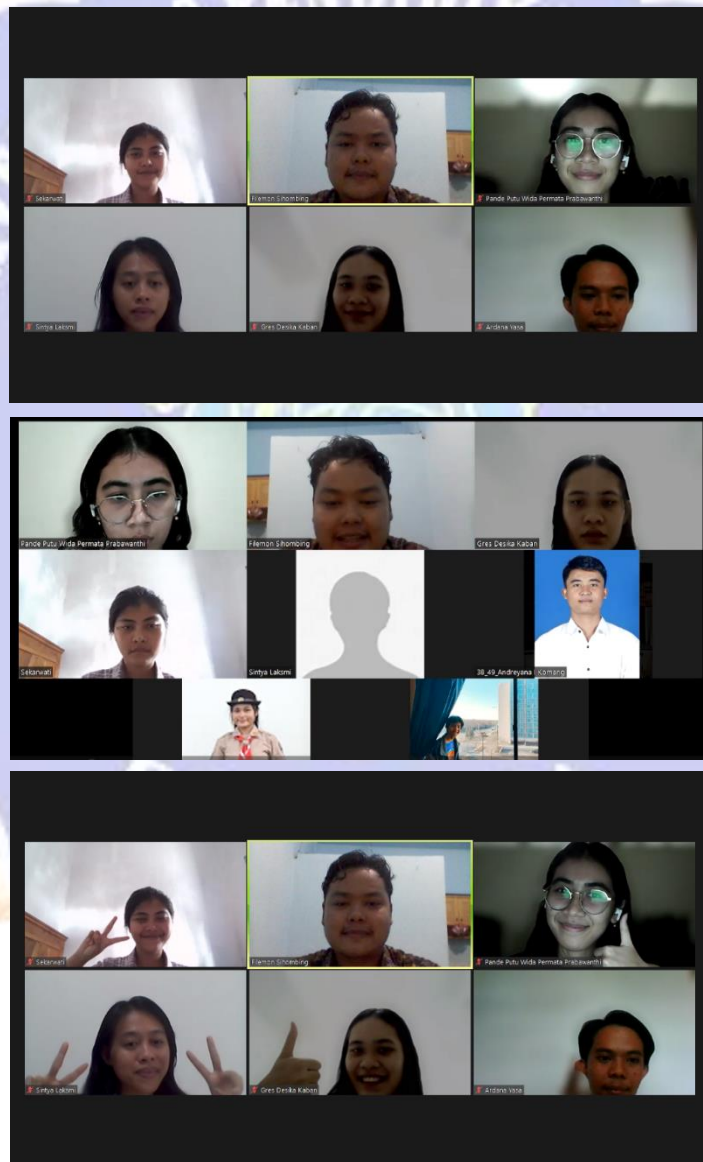 Sekarwati
Filemon Sihombing
Pande Putu Wida Permata Prabawanthi
Sintya Laksmi
Gres Desika Kaban
Ardana Yasa
Pande Putu Wida Permata Prabawanthi
Filemon Sihombing
Gres Desika Kaban
Sekarwati
Sintya Laksmi
38_49_Andreyana I Komang
Sekarwati
Filemon Sihombing
Pande Putu Wida Permata Prabawanthi
Sintya Laksmi
Gres Desika Kaban
Ardana Yasa